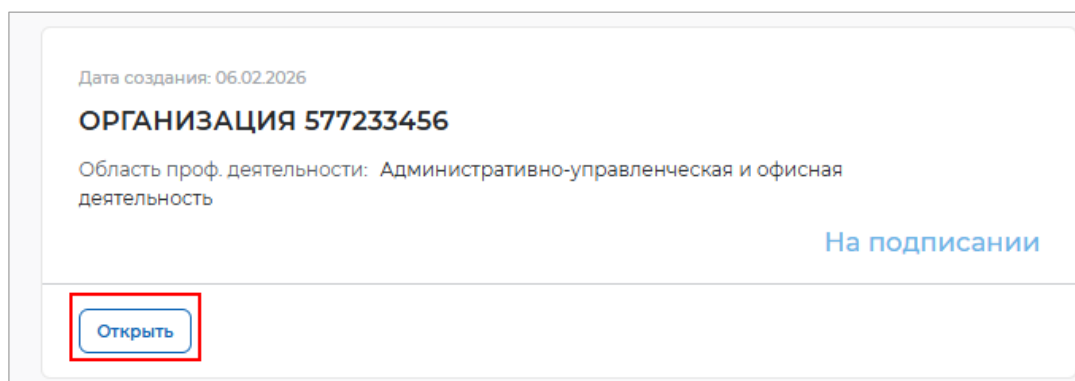 Дата создания: 06.02.2026
ОРГАНИЗАЦИЯ 577233456
Область проф. деятельности: Административно-управленческая и офисная
деятельность
На подписании
Открыть